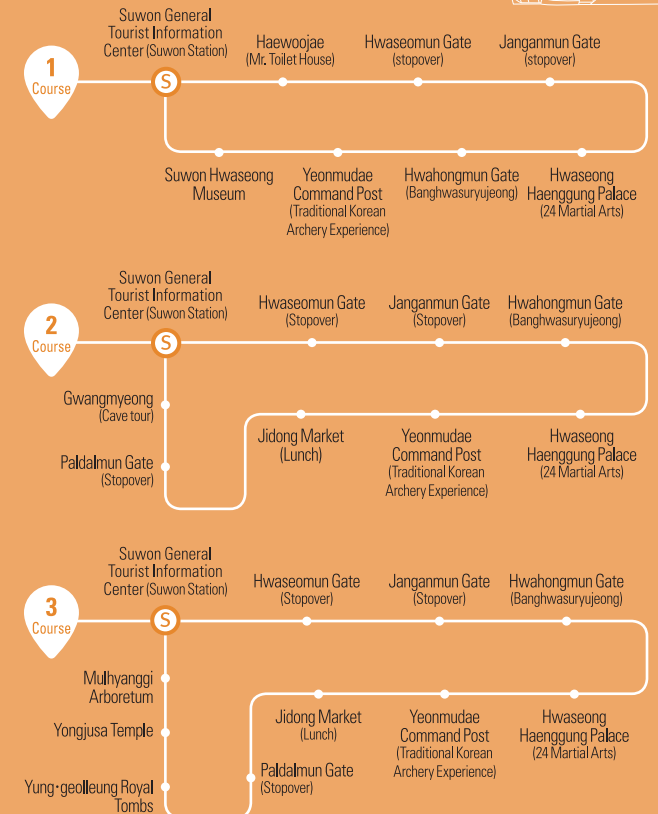 1
Course
Suwon General
Tourist Information
Center (Suwon Station)
S
Haewoojae
(Mr. Toilet House)
Hwaseomun Gate
(stopover)
Janganmun Gate
(stopover)
Suwon Hwaseong
Museum
Yeonmudae
Command Post
(Traditional Korean
Archery Experience)
Hwahongmun Gate
(Banghwasuryujeong)
Hwaseong
Haenggung Palace
(24 Martial Arts)
2
Course
Suwon General
Tourist Information
Center (Suwon Station)
S
Hwaseomun Gate
(Stopover)
Janganmun Gate
(Stopover)
Hwahongmun Gate
(Banghwasuryujeong)
Gwangmyeong
(Cave tour)
Paldalmun Gate
(Stopover)
Jidong Market
(Lunch)
Yeonmudae
Command Post
(Traditional Korean
Archery Experience)
Hwaseong
Haenggung Palace
(24 Martial Arts)
3
Course
Suwon General
Tourist Information
Center (Suwon Station)
S
Hwaseomun Gate
(Stopover)
Janganmun Gate
(Stopover)
Hwahongmun Gate
(Banghwasuryujeong)
Mulhyanggi
Arboretum
Yongjusa Temple
Yung·geolleung Royal
Tombs
Paldalmun Gate
(Stopover)
Jidong Market
(Lunch)
Yeonmudae
Command Post
(Traditional Korean
Archery Experience)
Hwaseong
Haenggung Palace
(24 Martial Arts)